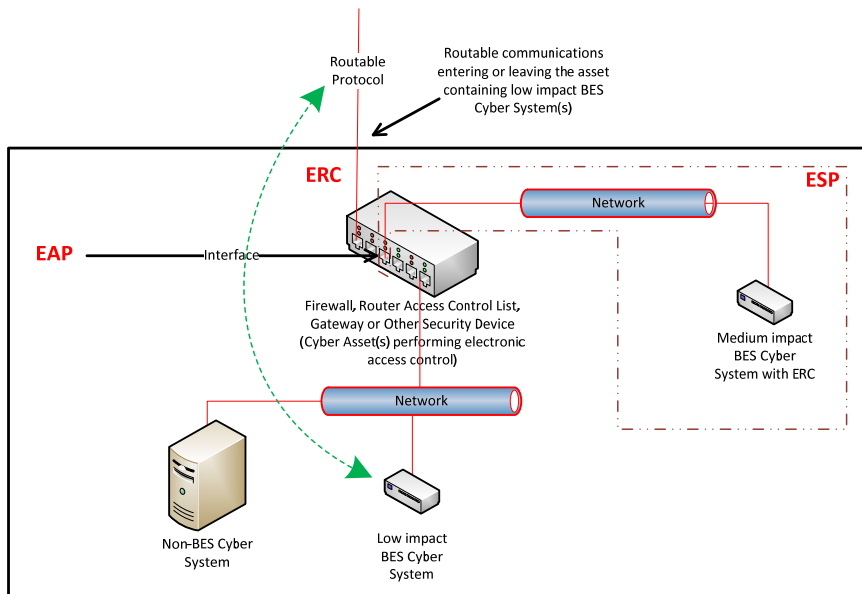 Routable
Protocol
Routable communications
entering or leaving the asset
containing low impact BES
Cyber System(s)
ERC
ESP
Network
EAP
Interface
Firewall, Router Access Control List,
Gateway or Other Security Device
(Cyber Asset(s) performing electronic
access control)
Medium impact
BES Cyber
System with ERC
Network
Non-BES Cyber
System
Low impact
BES Cyber
System